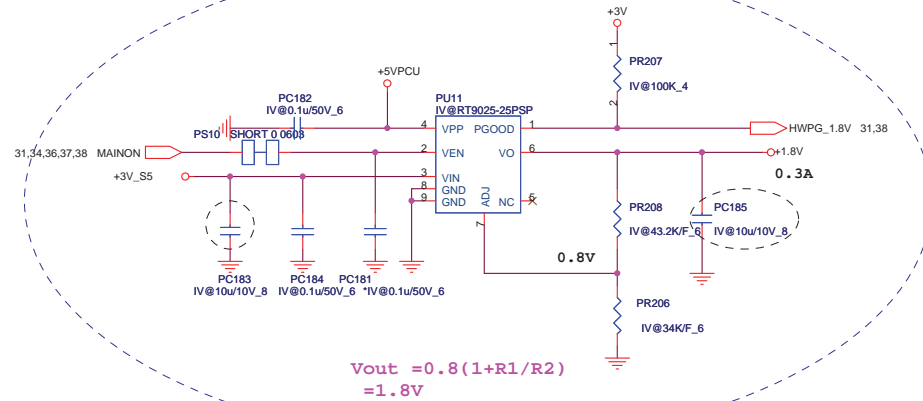 +3V
1
PR207
IV@100K_4
2
+5VPCU
PC182
IV@0.1u/50V_6
PU11
IV@RT9025-25PSP
4
VPP
PGOOD
1
HWPG_1.8V 31,38
PS10
SHORT 0 0603
31,34,36,37,38 MAINON
2
VEN
VO
6
+1.8V
0.3A
+3V_S5
3
VIN
8
GND
9
GND
ADJ
7
NC
5
PC185
IV@10u/10V_8
PR208
IV@43.2K/F_6
0.8V
PC183
IV@10u/10V_8
PC184
IV@0.1u/50V_6
PC181
*IV@0.1u/50V_6
PR206
IV@34K/F_6
Vout =0.8(1+R1/R2)
=1.8V